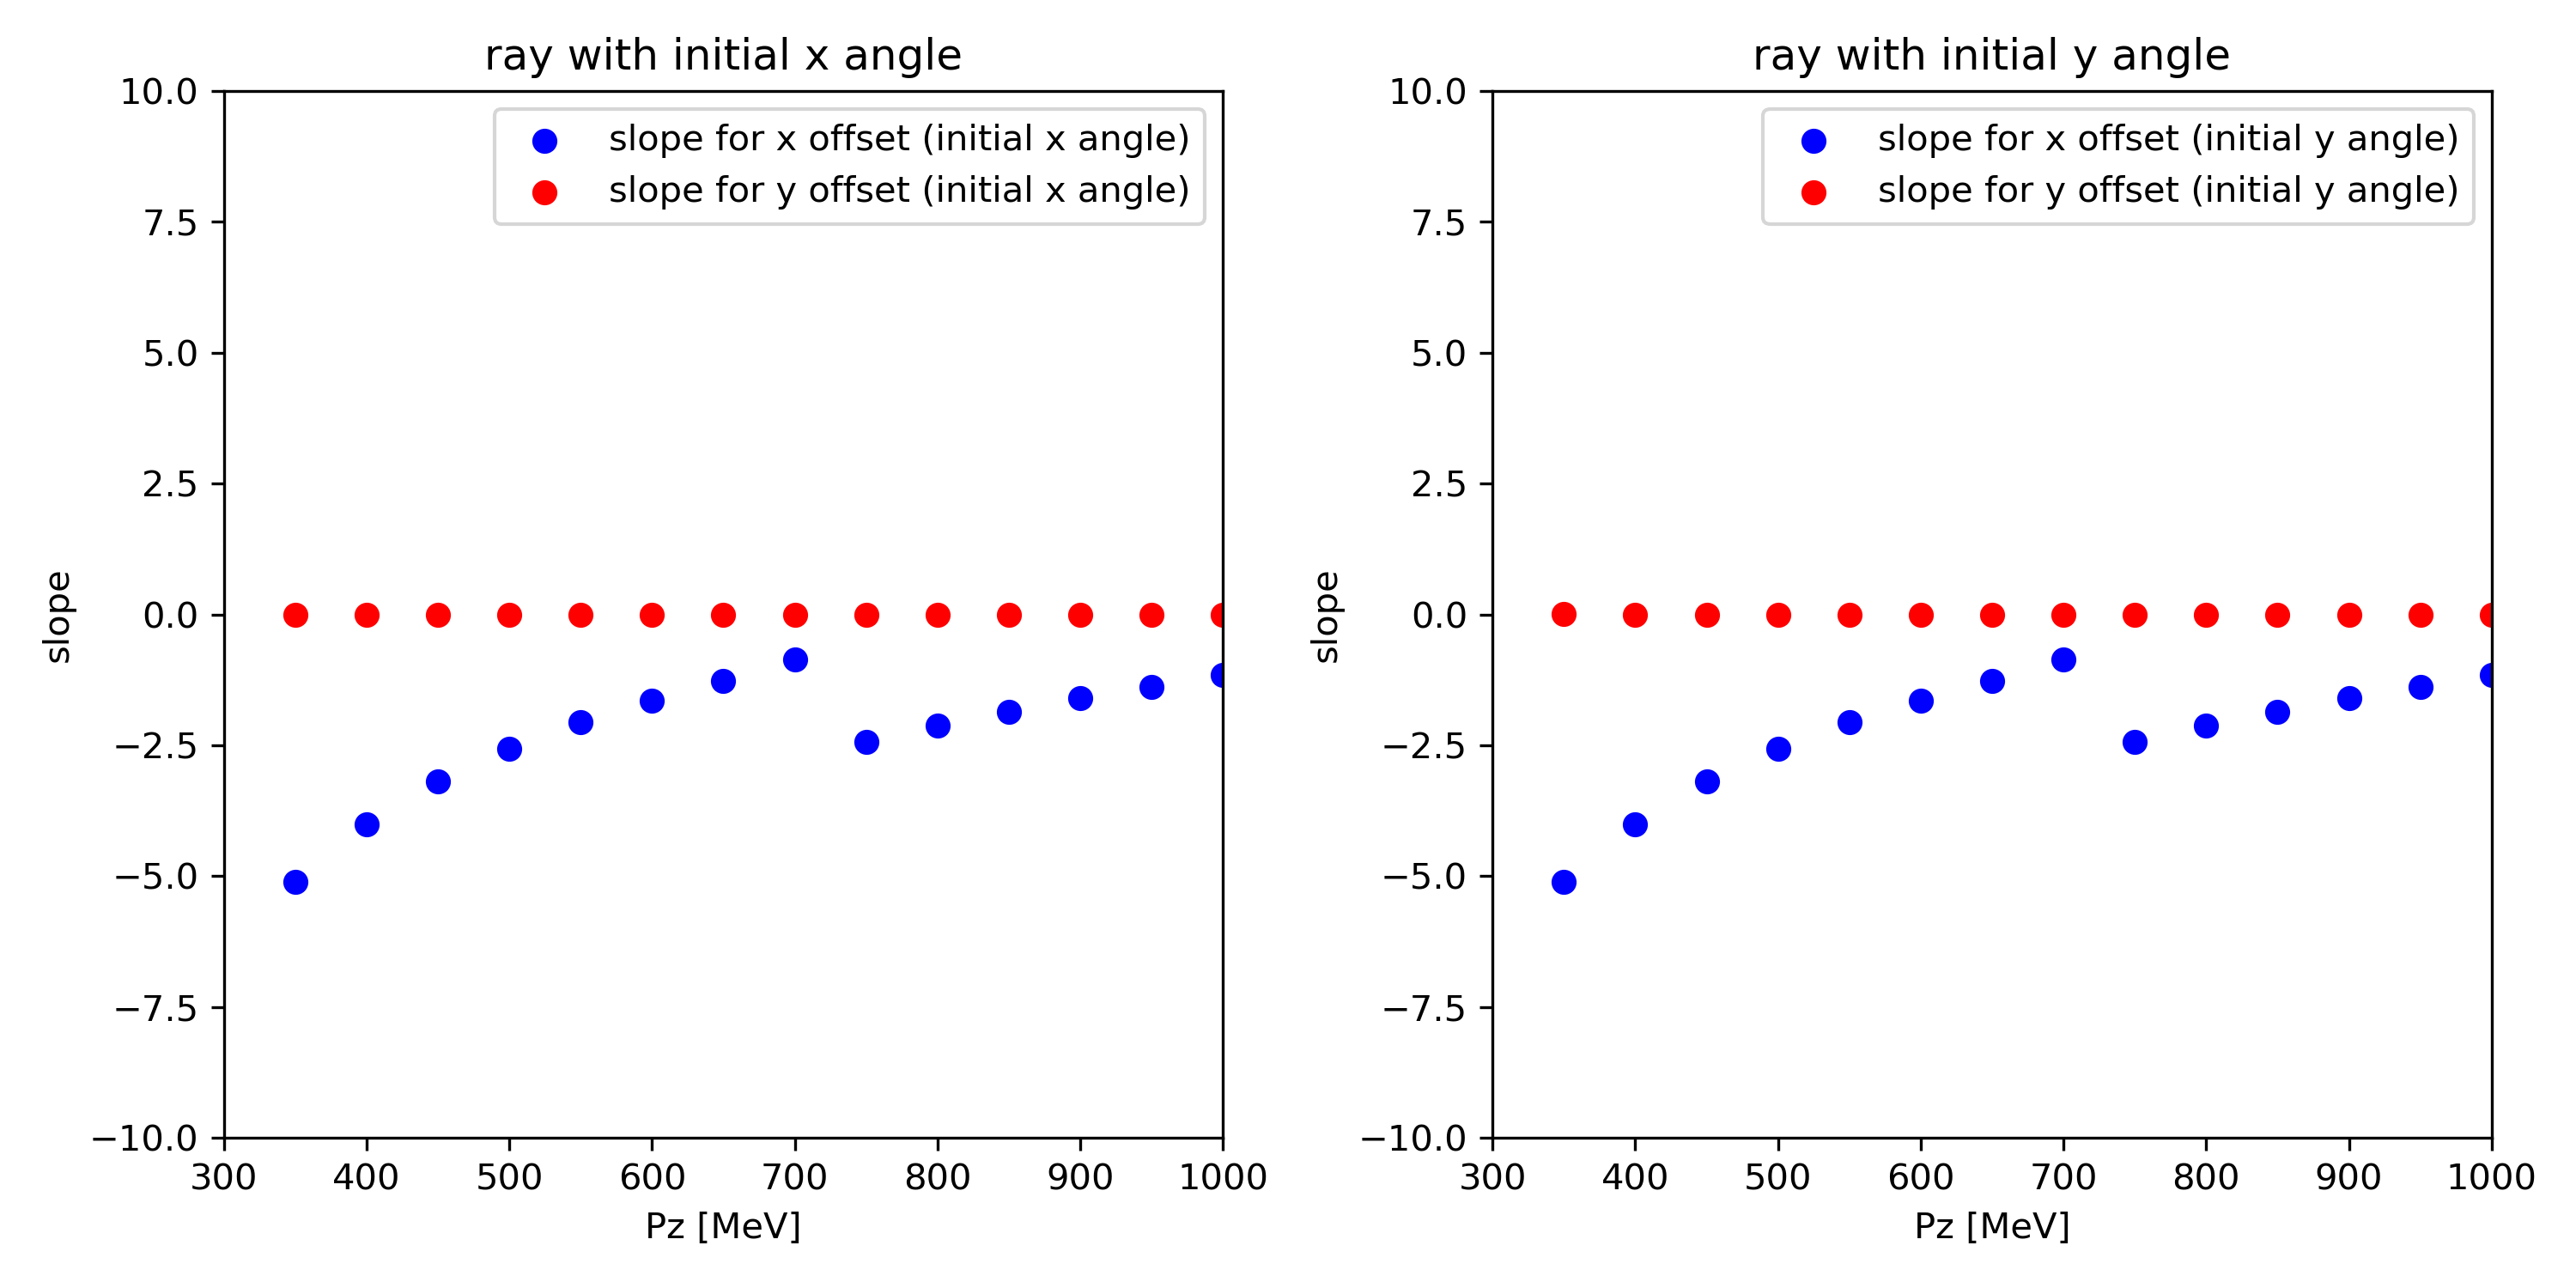 ray with initial x angle
slope for x offset (initial x angle)
slope for y offset (initial x angle)
10.0
7.5
5.0
2.5
0.0
−2.5
−5.0
−7.5
−10.0
slope
300 400 500 600 700 800 900 1000
Pz [MeV]
ray with initial y angle
slope for x offset (initial y angle)
slope for y offset (initial y angle)
10.0
7.5
5.0
2.5
0.0
−2.5
−5.0
−7.5
−10.0
slope
300 400 500 600 700 800 900 1000
Pz [MeV]